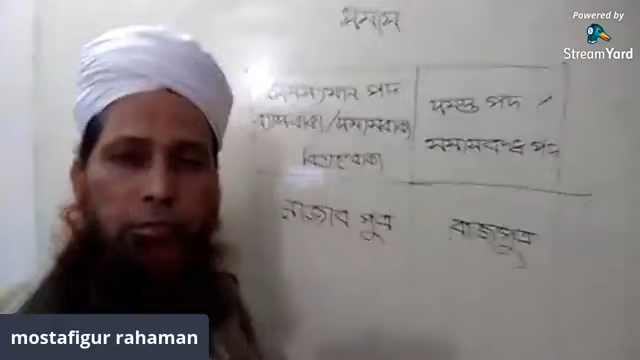 সমাস
Powered by
StreamYard
সমস্যমান পদ
ব্যাসবাক্য/সমাসবাক্য
বিগ্রহবাক্য
সমস্ত পদ /
সমাসবদ্ধ পদ
রাজার পুত্র
রাজপুত্র
mostafigur rahaman